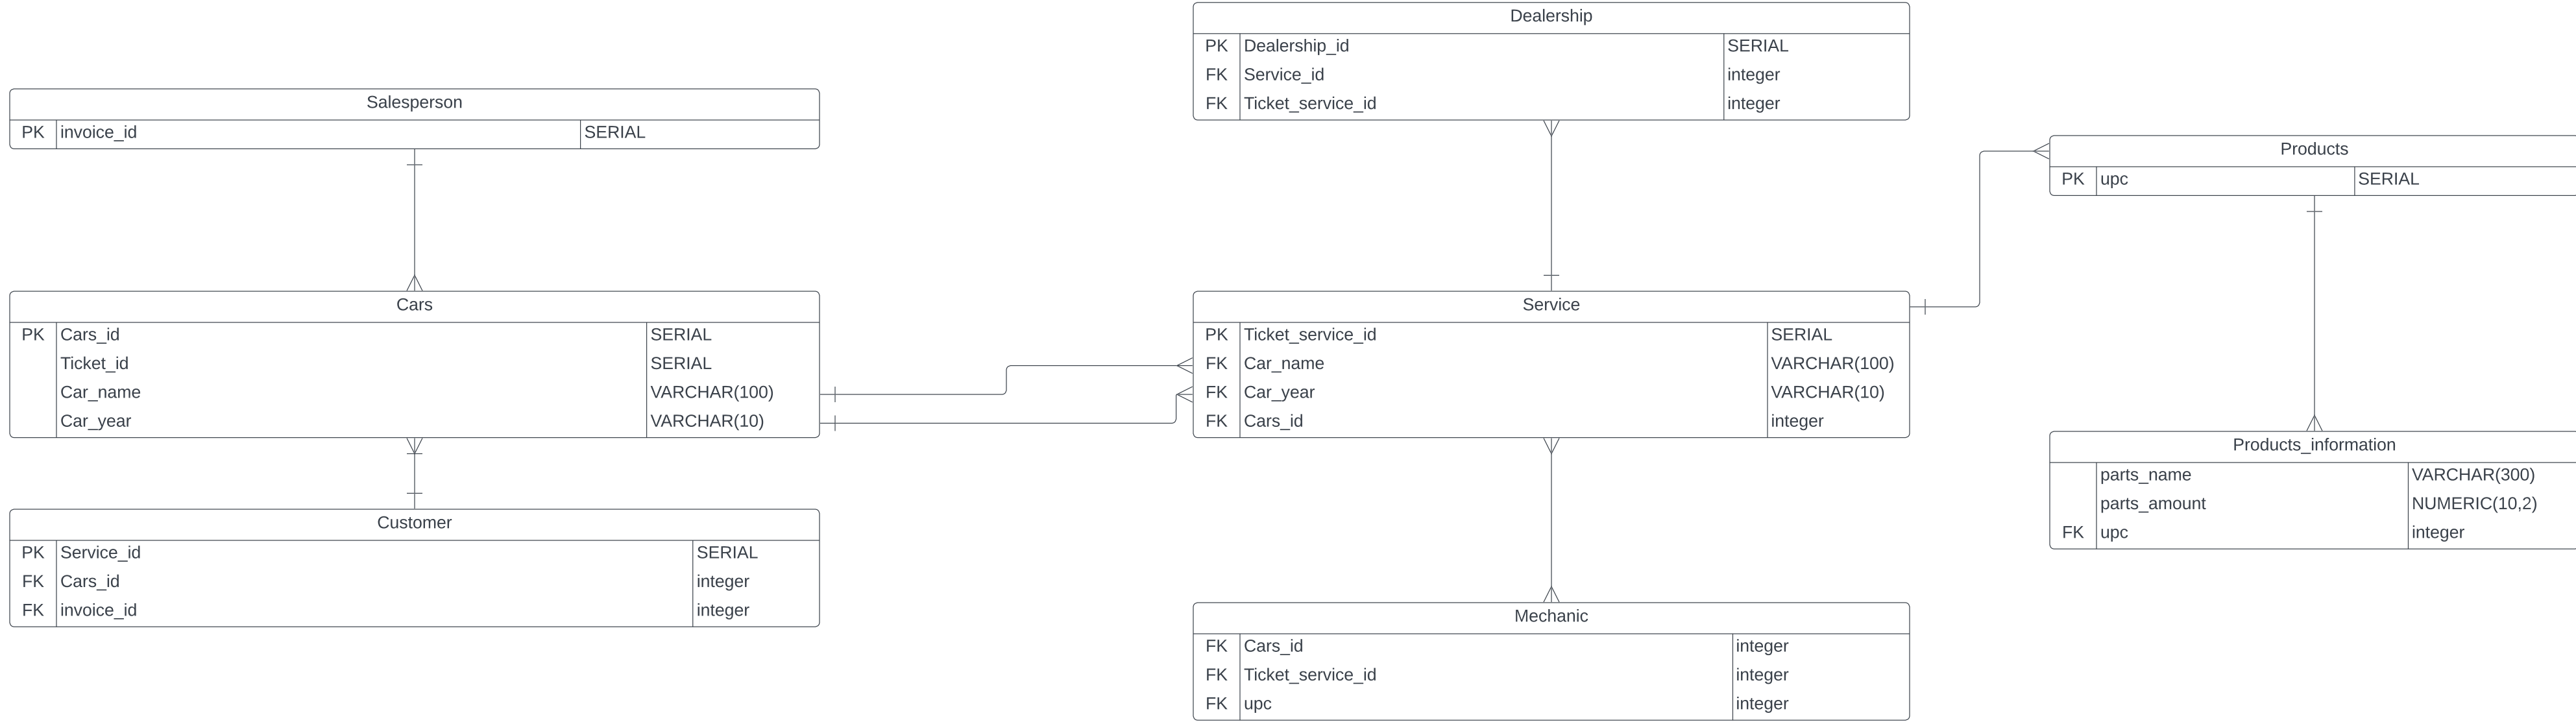 Salesperson
PK invoice_id SERIAL
Cars
PK Cars_id SERIAL
Ticket_id SERIAL
Car_name VARCHAR(100)
Car_year VARCHAR(10)
Customer
PK Service_id SERIAL
FK Cars_id integer
FK invoice_id integer
Dealership
PK Dealership_id SERIAL
FK Service_id integer
FK Ticket_service_id integer
Service
PK Ticket_service_id SERIAL
FK Car_name VARCHAR(100)
FK Car_year VARCHAR(10)
FK Cars_id integer
Mechanic
FK Cars_id integer
FK Ticket_service_id integer
FK upc integer
Products
PK upc SERIAL
Products_information
parts_name VARCHAR(300)
parts_amount NUMERIC(10,2)
FK upc integer